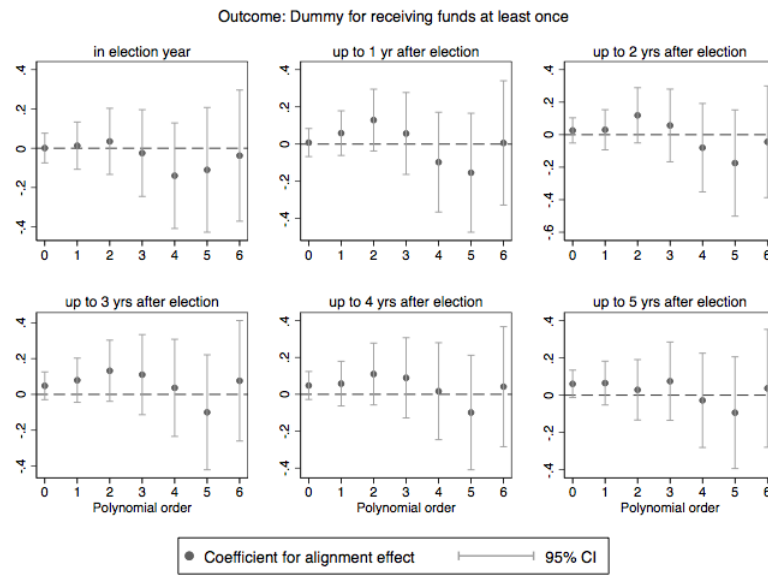 Outcome: Dummy for receiving funds at least once
in election year
.4
.2
0
-.2
-.4
0 1 2 3 4 5 6
up to 1 yr after election
.4
.2
0
-.2
-.4
0 1 2 3 4 5 6
up to 2 yrs after election
.4
.2
0
-.2
-.4
-.6
0 1 2 3 4 5 6
up to 3 yrs after election
.4
.2
0
-.2
-.4
0 1 2 3 4 5 6
Polynomial order
up to 4 yrs after election
.4
.2
0
-.2
-.4
0 1 2 3 4 5 6
Polynomial order
up to 5 yrs after election
.4
.2
0
-.2
-.4
0 1 2 3 4 5 6
Polynomial order
Coefficient for alignment effect 95% CI